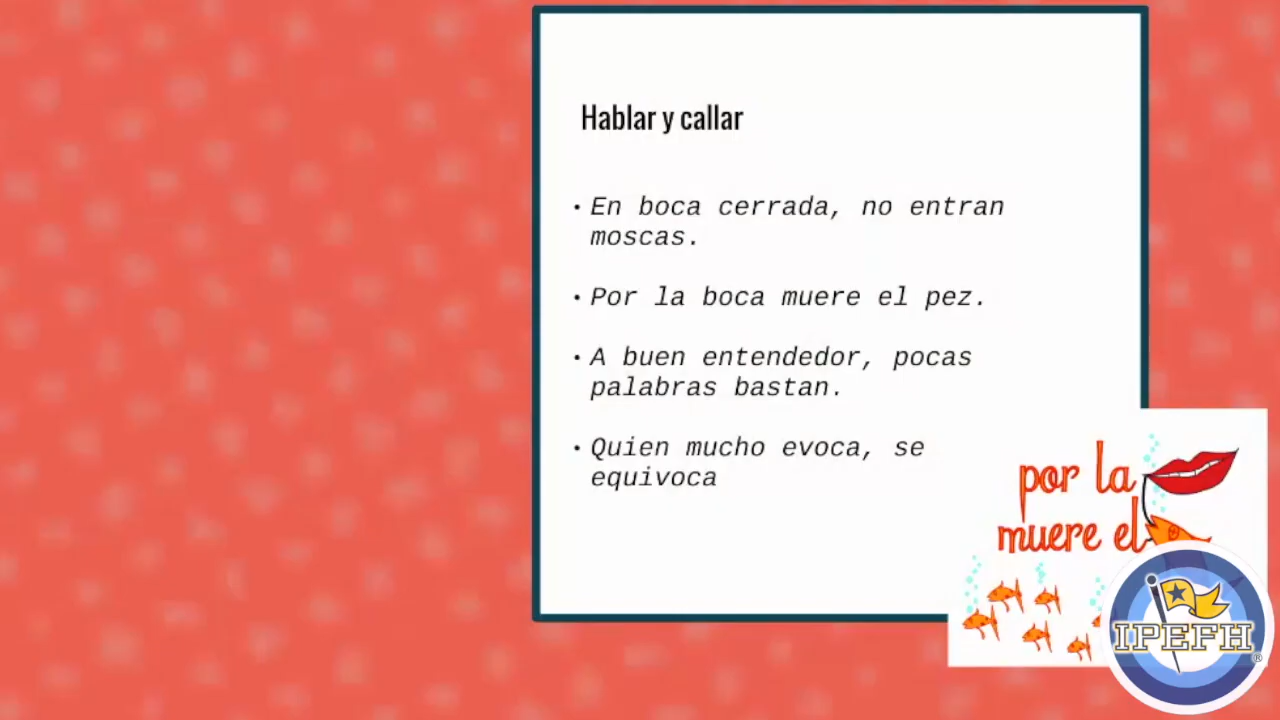 Hablar y callar
• En boca cerrada, no entran
moscas.
• Por la boca muere el pez.
• A buen entendedor, pocas
palabras bastan.
• Quien mucho evoca, se
equivoca
por la
muere el
IPEFH
®